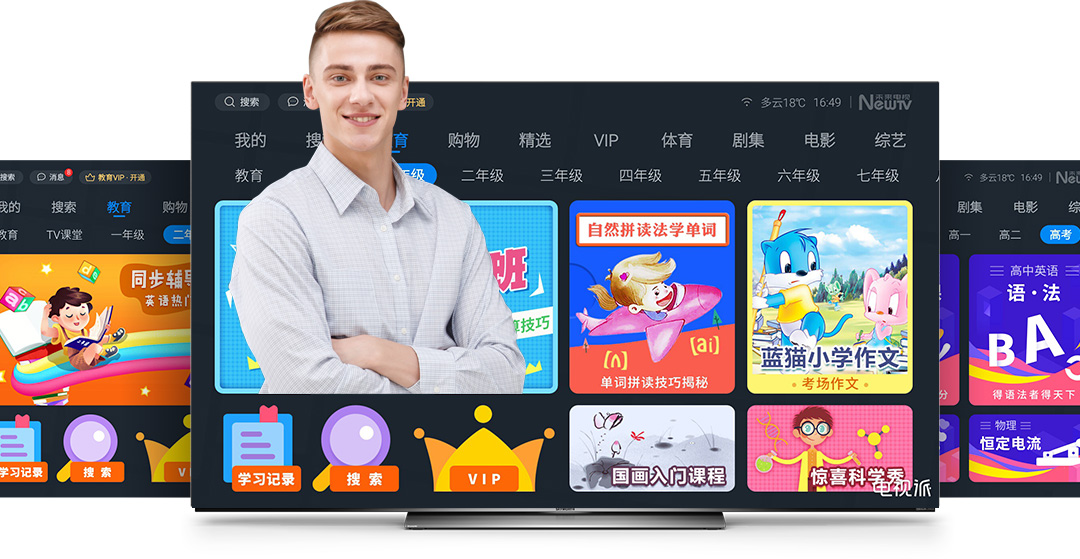 搜索
消息
8
教育VIP·开通
我的
搜索
教育
购物
教育
TV课堂
一年级
二年
同步辅导
英语热门
abc
学习记录
搜索
搜索
开通
多云18℃ 16:49
未来电视
NEWTV
我的
搜
育
购物
精选
VIP
体育
剧集
电影
综艺
教育
年级
二年级
三年级
四年级
五年级
六年级
七年级
班
算技巧
自然拼读法学单词
[ʌ]
[ai]
单词拼读技巧揭秘
蓝猫小学作文
·考场作文·
学习记录
搜索
VIP
国画入门课程
惊喜科学秀
电视派
多云18℃ 16:49
剧集
电影
高一
高二
高考
高中英语
语·法
BA
得语法者得天下
物理
恒定电流